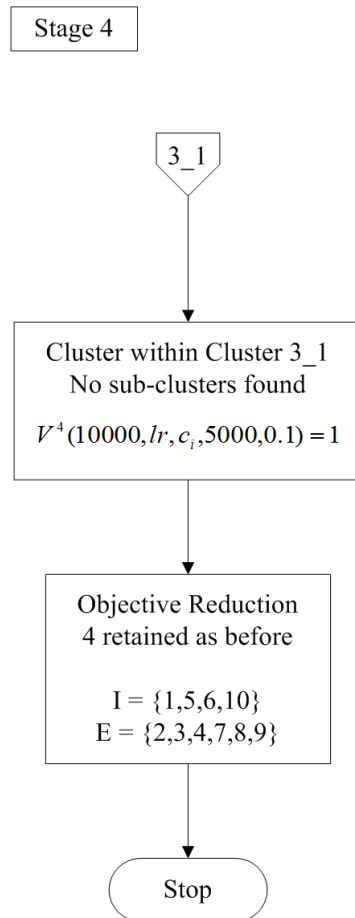 Stage 4
3_1
Cluster within Cluster 3_1
No sub-clusters found
V⁴(10000,lr,cᵢ,5000,0.1) = 1
Objective Reduction
4 retained as before
I = {1,5,6,10}
E = {2,3,4,7,8,9}
Stop